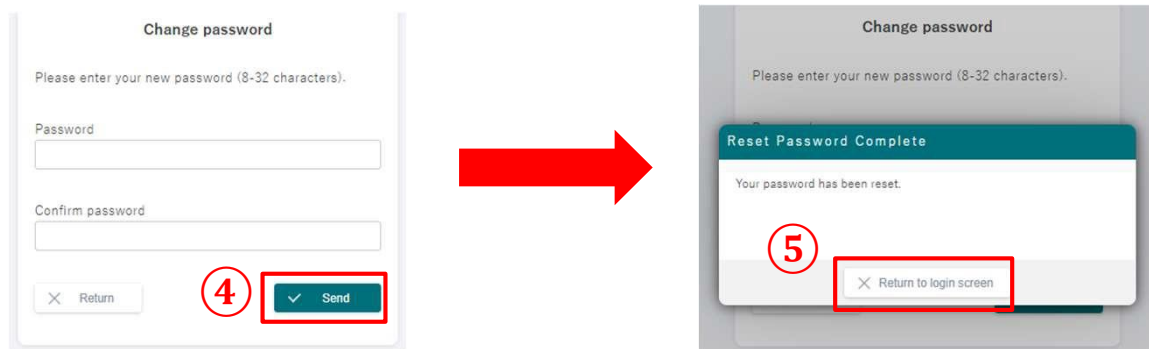 Change password
Please enter your new password (8-32 characters).
Password
Confirm password
Return
④
Send
Change password
Please enter your new password (8-32 characters).
Reset Password Complete
Your password has been reset.
⑤
Return to login screen